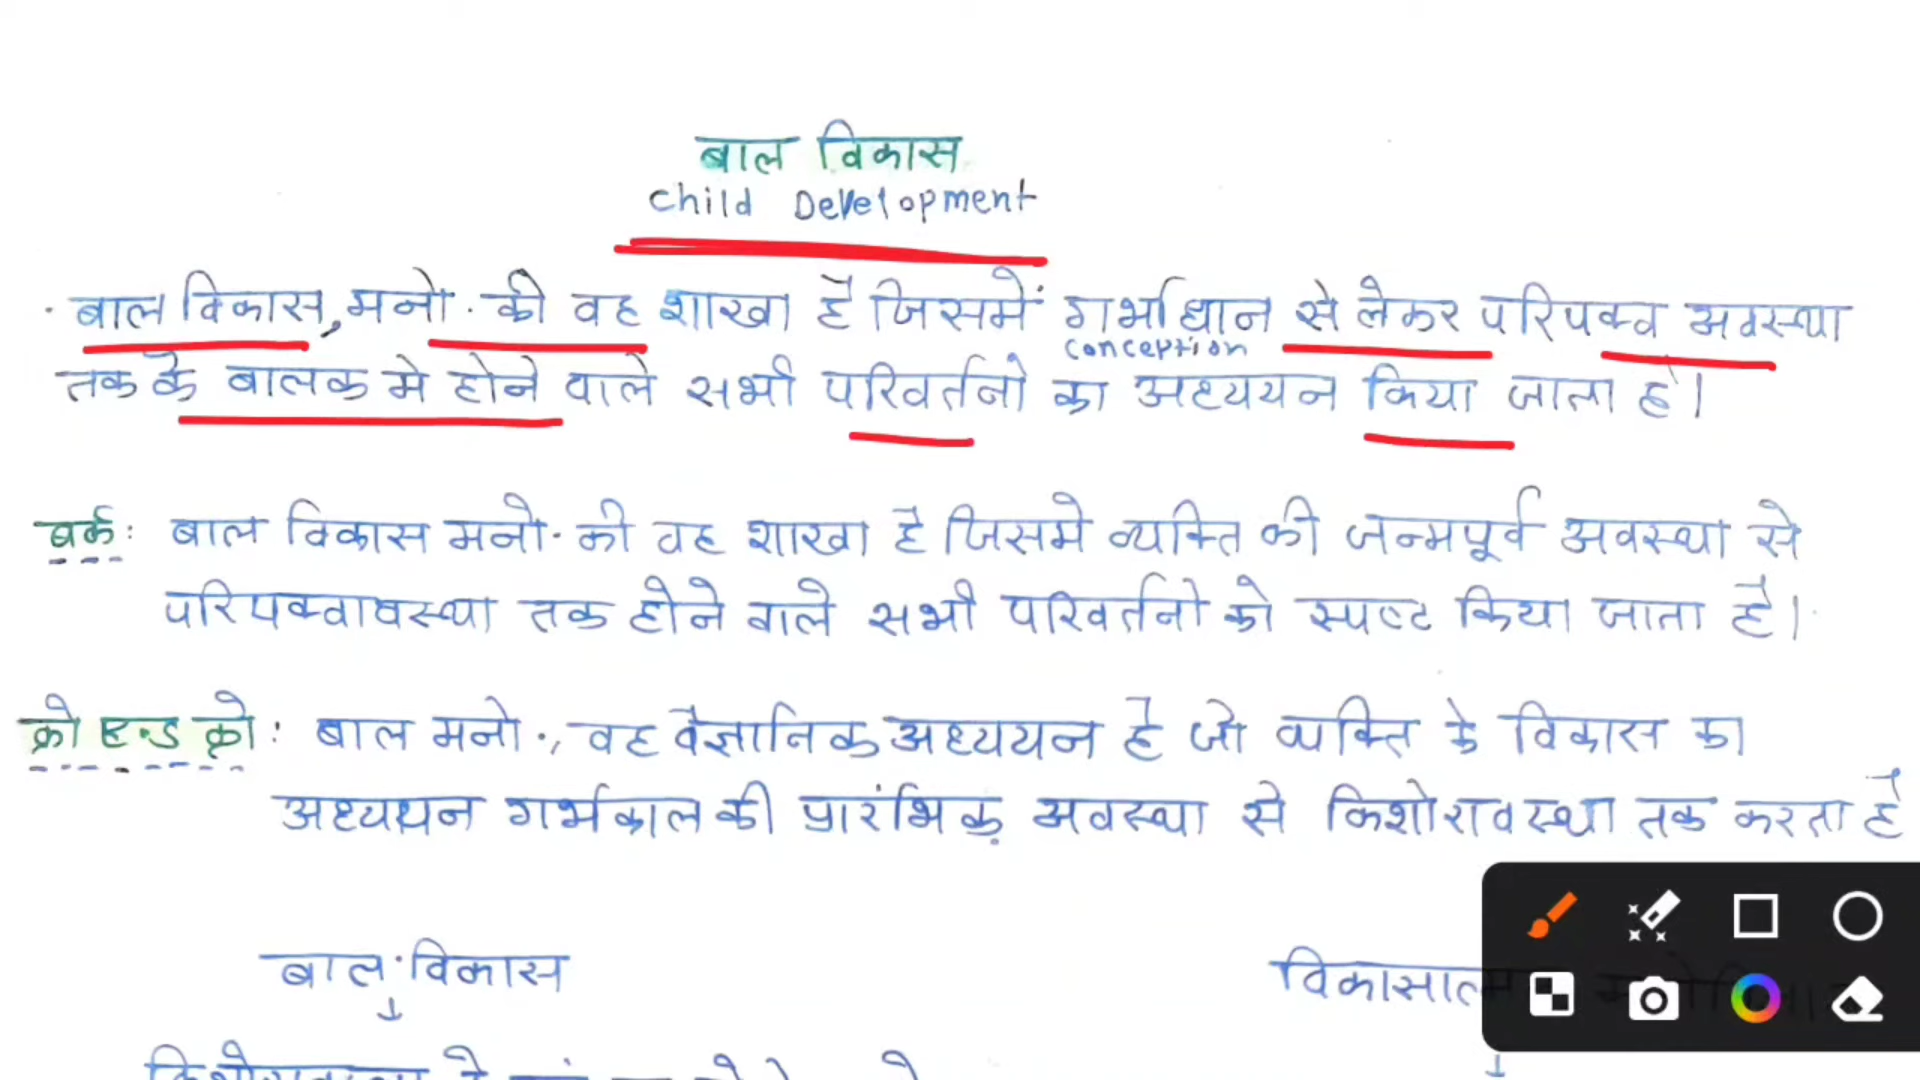 बाल विकास
Child Development
· बाल विकास, मनो. की वह शाखा है जिसमें गर्भाधान से लेकर परिपक्व अवस्था
conception
तक के बालक मे होने वाले सभी परिवर्तनो का अध्ययन किया जाता है।
बर्क: बाल विकास मनो. की वह शाखा है जिसमे व्यक्ति की जन्मपूर्व अवस्था से
परिपक्वावस्था तक होने वाले सभी परिवर्तनो को स्पष्ट किया जाता है।
क्रो एन्ड क्रो: बाल मनो., वह वैज्ञानिक अध्ययन है जो व्यक्ति के विकास का
अध्ययन गर्भकाल की प्रारंभिक अवस्था से किशोरावस्था तक करता है
बाल विकास